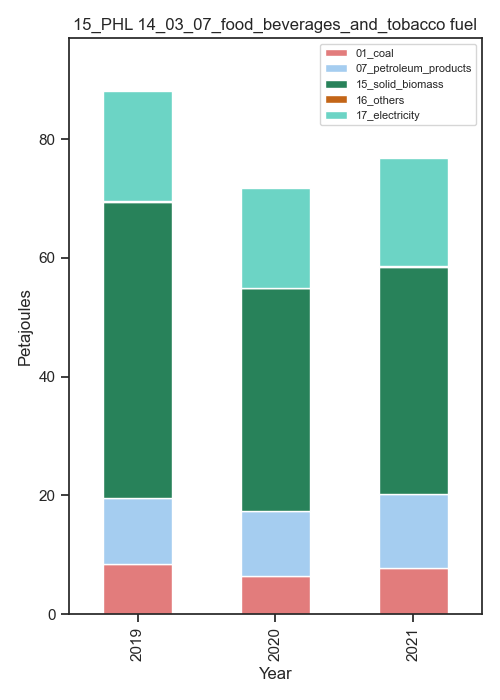 15_PHL 14_03_07_food_beverages_and_tobacco fuel
01_coal
07_petroleum_products
15_solid_biomass
16_others
17_electricity
80
60
40
20
0
Petajoules
2019
2020
2021
Year